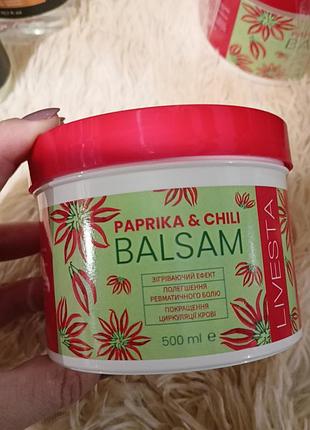 PAPRIKA & CHILI
BALSAM
ЗІГРІВАЮЧИЙ ЕФЕКТ
ПОЛЕГШЕННЯ
РЕВМАТИЧНОГО БОЛЮ
ПОКРАЩЕННЯ
ЦИРКУЛЯЦІЇ КРОВІ
500 ml e
LIVESTA